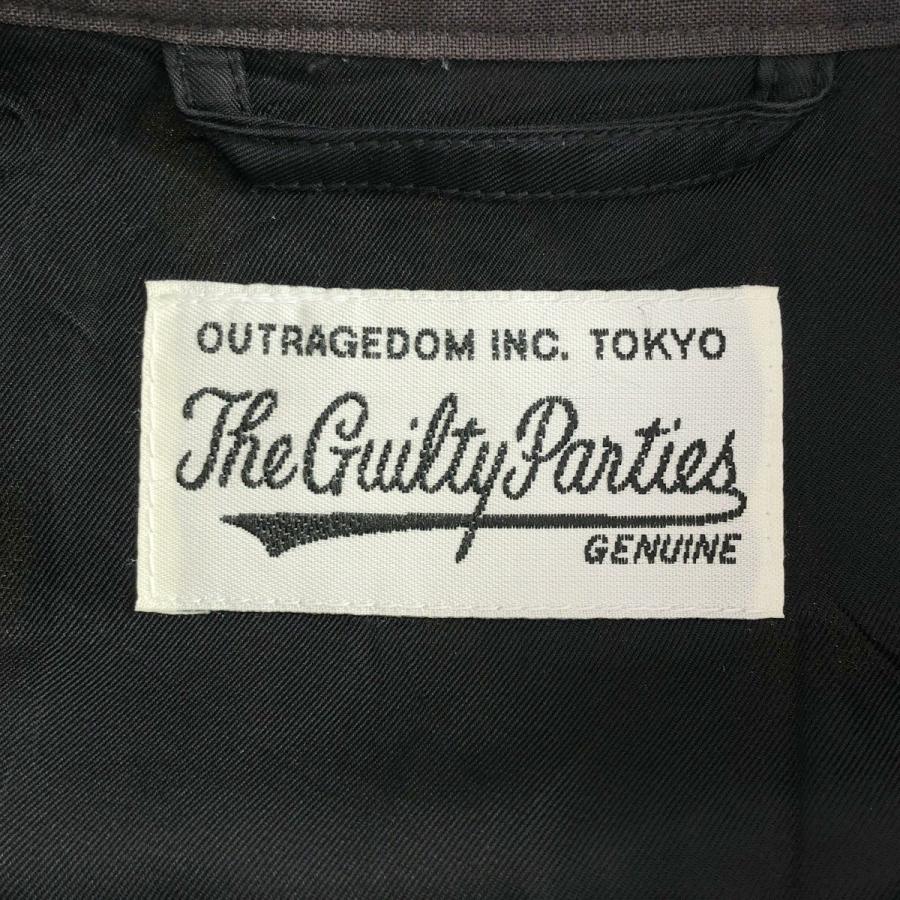 OUTRAGEDOM INC. TOKYO
The Guilty Parties
GENUINE